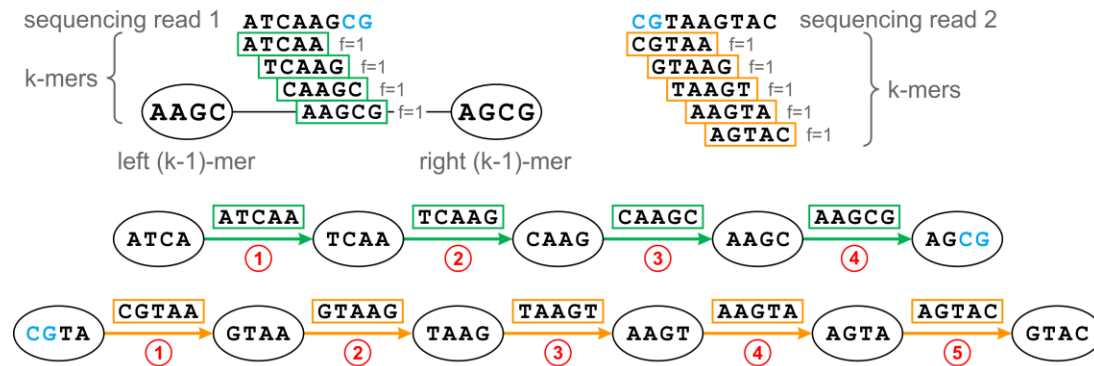 sequencing read 1 ATCAAGCG CGTAAGTAC sequencing read 2
ATCAA f=1 CGTAA f=1
k-mers TCAAG f=1 GTAAG f=1 k-mers
CAAGC f=1 TAAGT f=1
AAGC AAGCG f=1 AGCG AAGTA f=1
AGTAC f=1
left (k-1)-mer right (k-1)-mer
ATCAA TCAAG CAAGC AAGCG
ATCA TCAA CAAG AAGC AGCG
1 2 3 4
CGTAA GTAAG TAAGT AAGTA AGTAC
CGTA GTAA TAAG AAGT AGTA GTAC
1 2 3 4 5